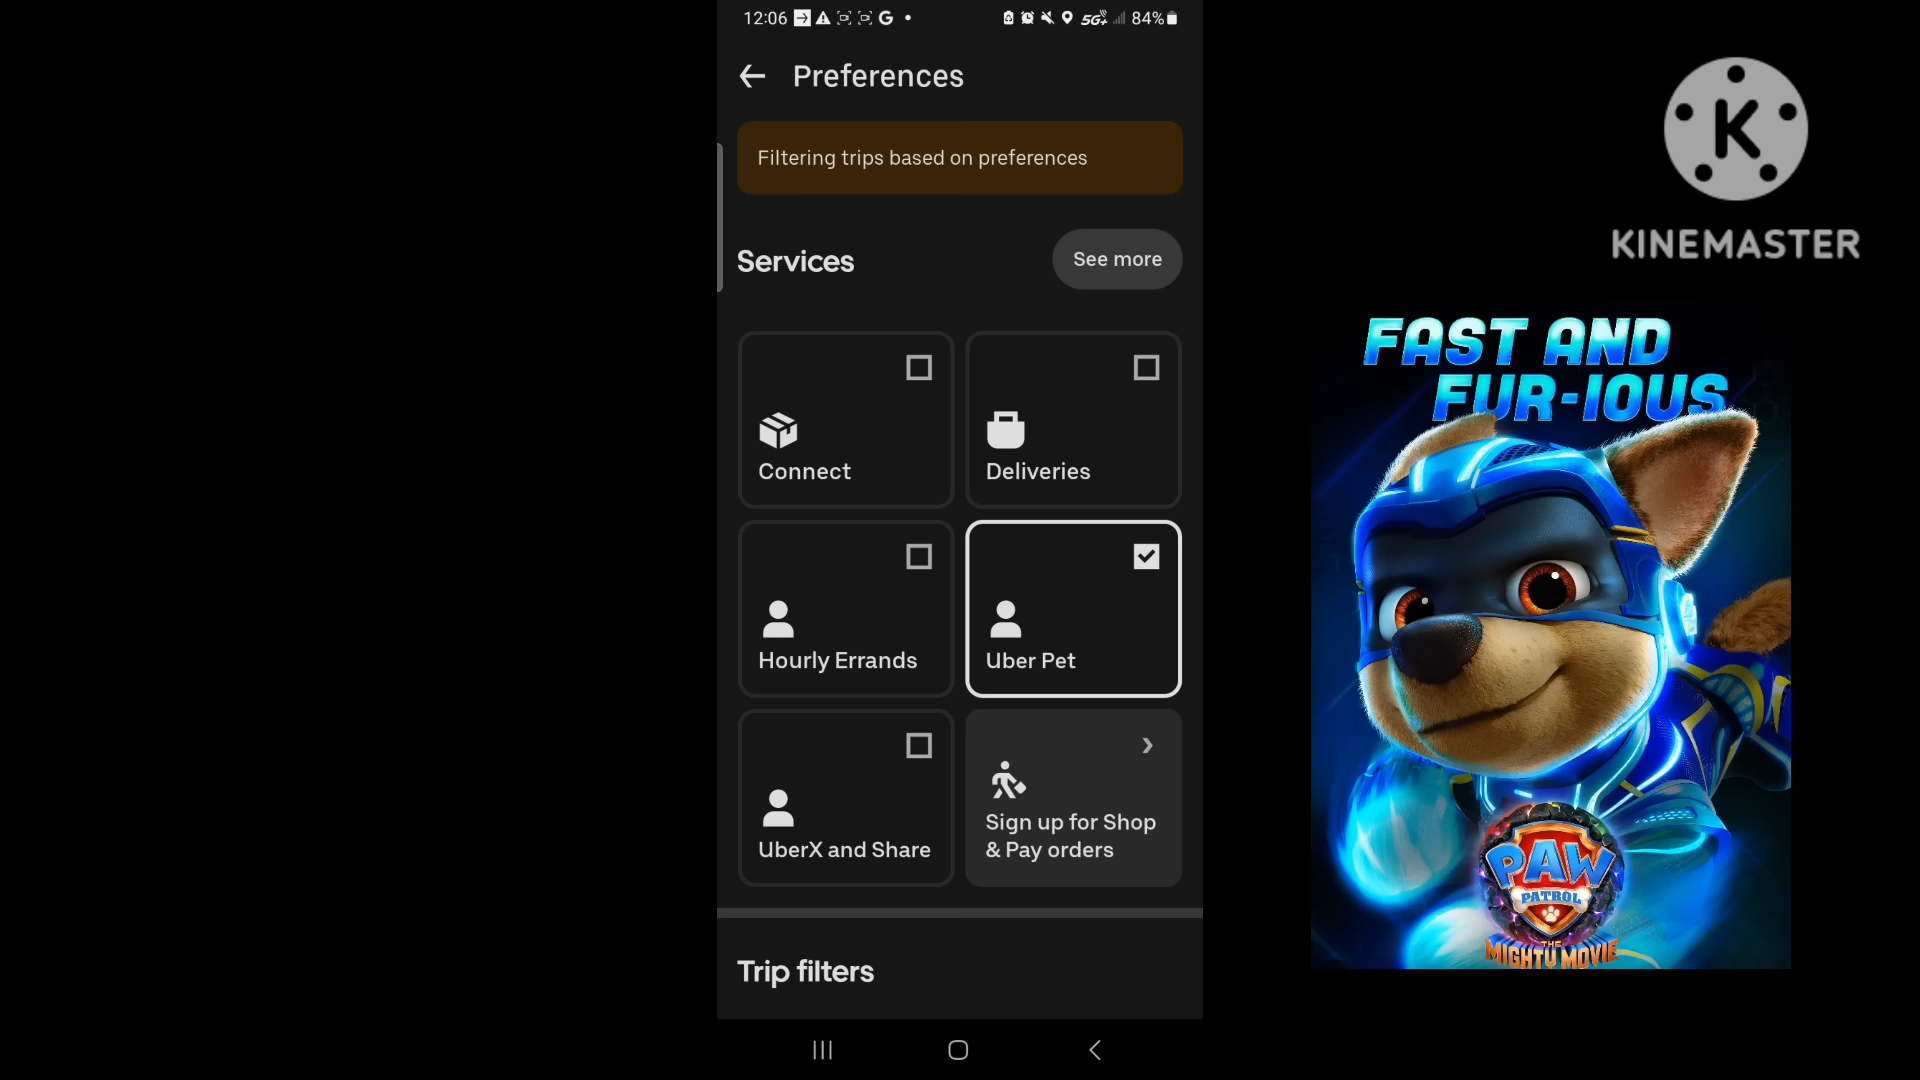 12:06
5G+
84%
Preferences
Filtering trips based on preferences
Services
See more
Connect
Deliveries
Hourly Errands
Uber Pet
UberX and Share
Sign up for Shop
& Pay orders
Trip filters
K
KINEMASTER
FAST AND
FUR-IOUS
PAW
PATROL
THE
MIGHTY MOVIE